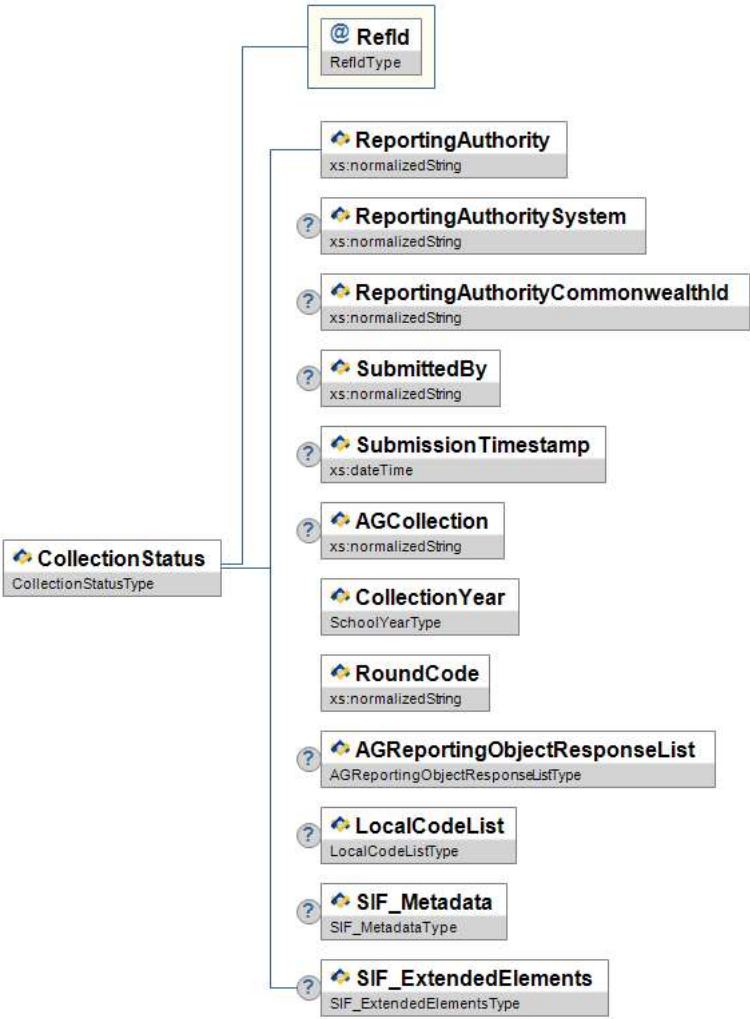 @ RefId
RefIdType
ReportingAuthority
xs:normalizedString
? ReportingAuthoritySystem
xs:normalizedString
? ReportingAuthorityCommonwealthId
xs:normalizedString
? SubmittedBy
xs:normalizedString
? SubmissionTimestamp
xs:dateTime
? AGCollection
xs:normalizedString
CollectionStatus
CollectionStatusType
CollectionYear
SchoolYearType
RoundCode
xs:normalizedString
? AGReportingObjectResponseList
AGReportingObjectResponseListType
? LocalCodeList
LocalCodeListType
? SIF_Metadata
SIF_MetadataType
? SIF_ExtendedElements
SIF_ExtendedElementsType